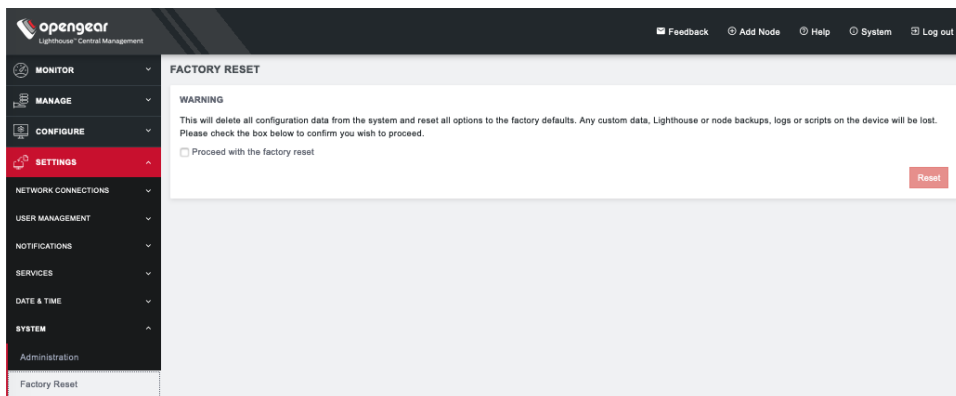 opengear
Lighthouse™ Central Management
Feedback
Add Node
Help
System
Log out
MONITOR
MANAGE
CONFIGURE
SETTINGS
NETWORK CONNECTIONS
USER MANAGEMENT
NOTIFICATIONS
SERVICES
DATE & TIME
SYSTEM
Administration
Factory Reset
FACTORY RESET
WARNING
This will delete all configuration data from the system and reset all options to the factory defaults. Any custom data, Lighthouse or node backups, logs or scripts on the device will be lost.
Please check the box below to confirm you wish to proceed.
Proceed with the factory reset
Reset